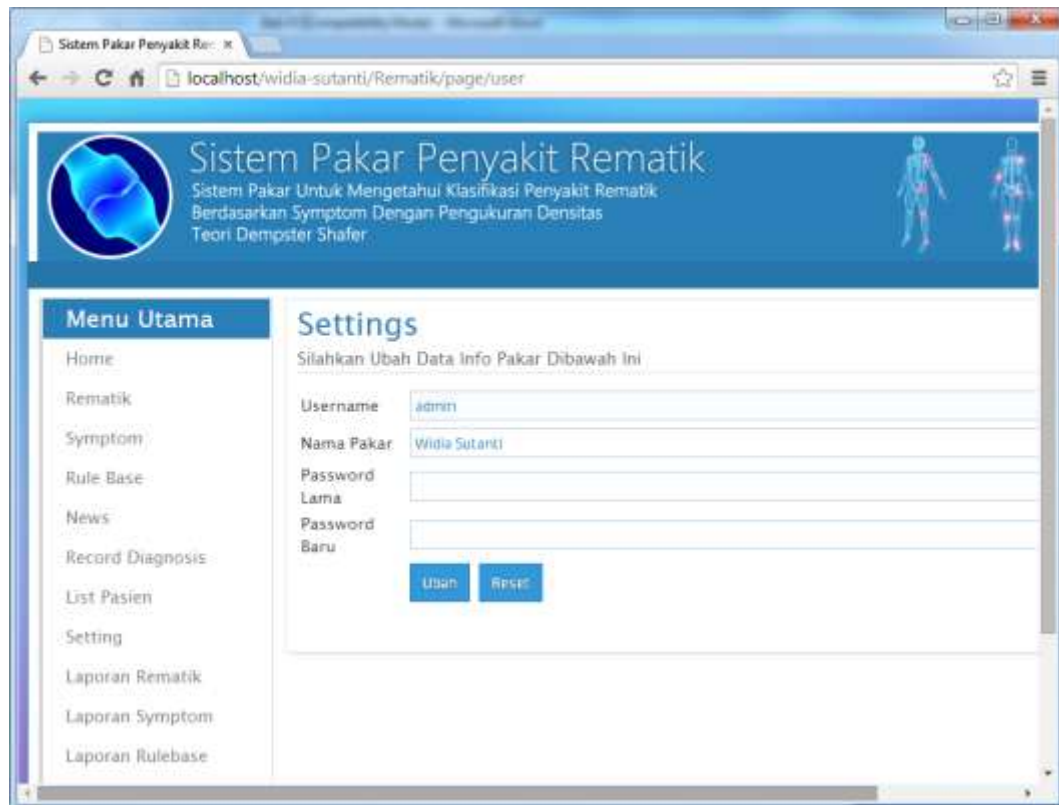 Sistem Pakar Penyakit Re
localhost/widia-sutanti/Rematik/page/user
Sistem Pakar Penyakit Rematik
Sistem Pakar Untuk Mengetahui Klasifikasi Penyakit Rematik
Berdasarkan Symptom Dengan Pengukuran Densitas
Teori Dempster Shafer
Menu Utama
Home
Rematik
Symptom
Rule Base
News
Record Diagnosis
List Pasien
Setting
Laporan Rematik
Laporan Symptom
Laporan Rulebase
Settings
Silahkan Ubah Data Info Pakar Dibawah Ini
Username admin
Nama Pakar Widia Sutanti
Password
Lama
Password
Baru
Ubah Reset